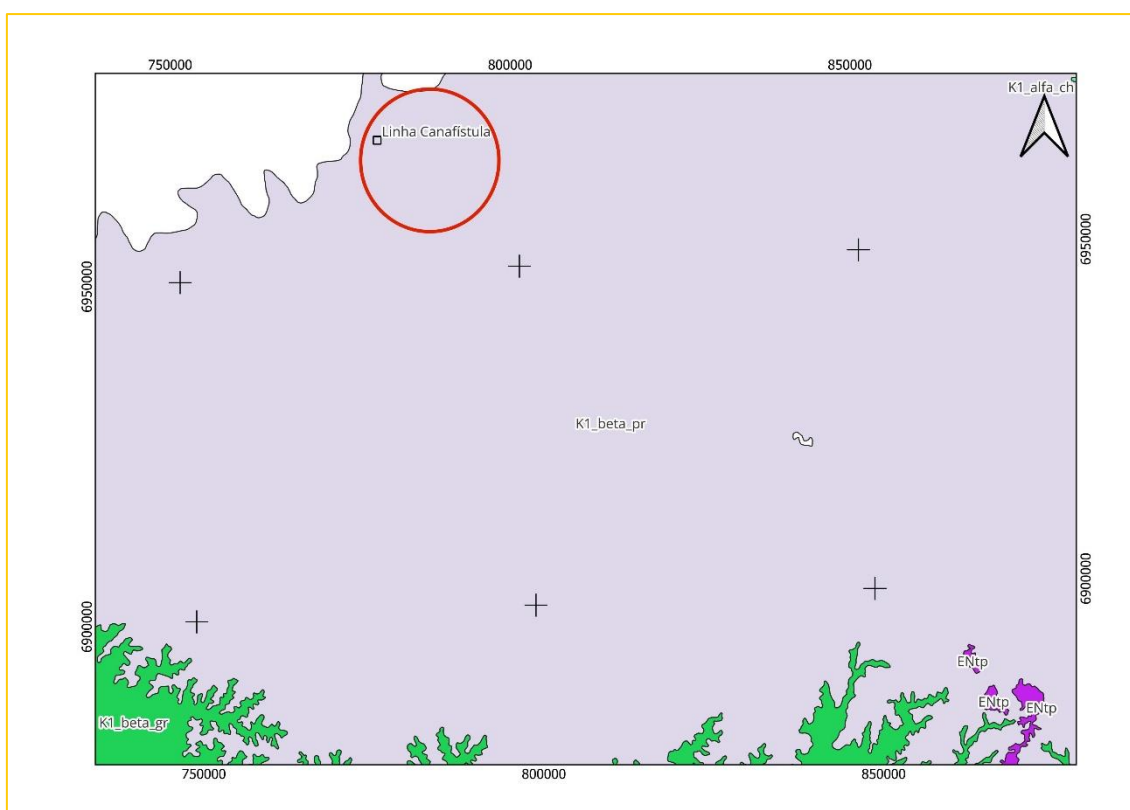 750000
800000
850000
K1_alfa_ch
Linha Canafístula
6950000
6950000
K1_beta_pr
6900000
6900000
ENtp
ENtp
ENtp
K1_beta_gr
750000
800000
850000